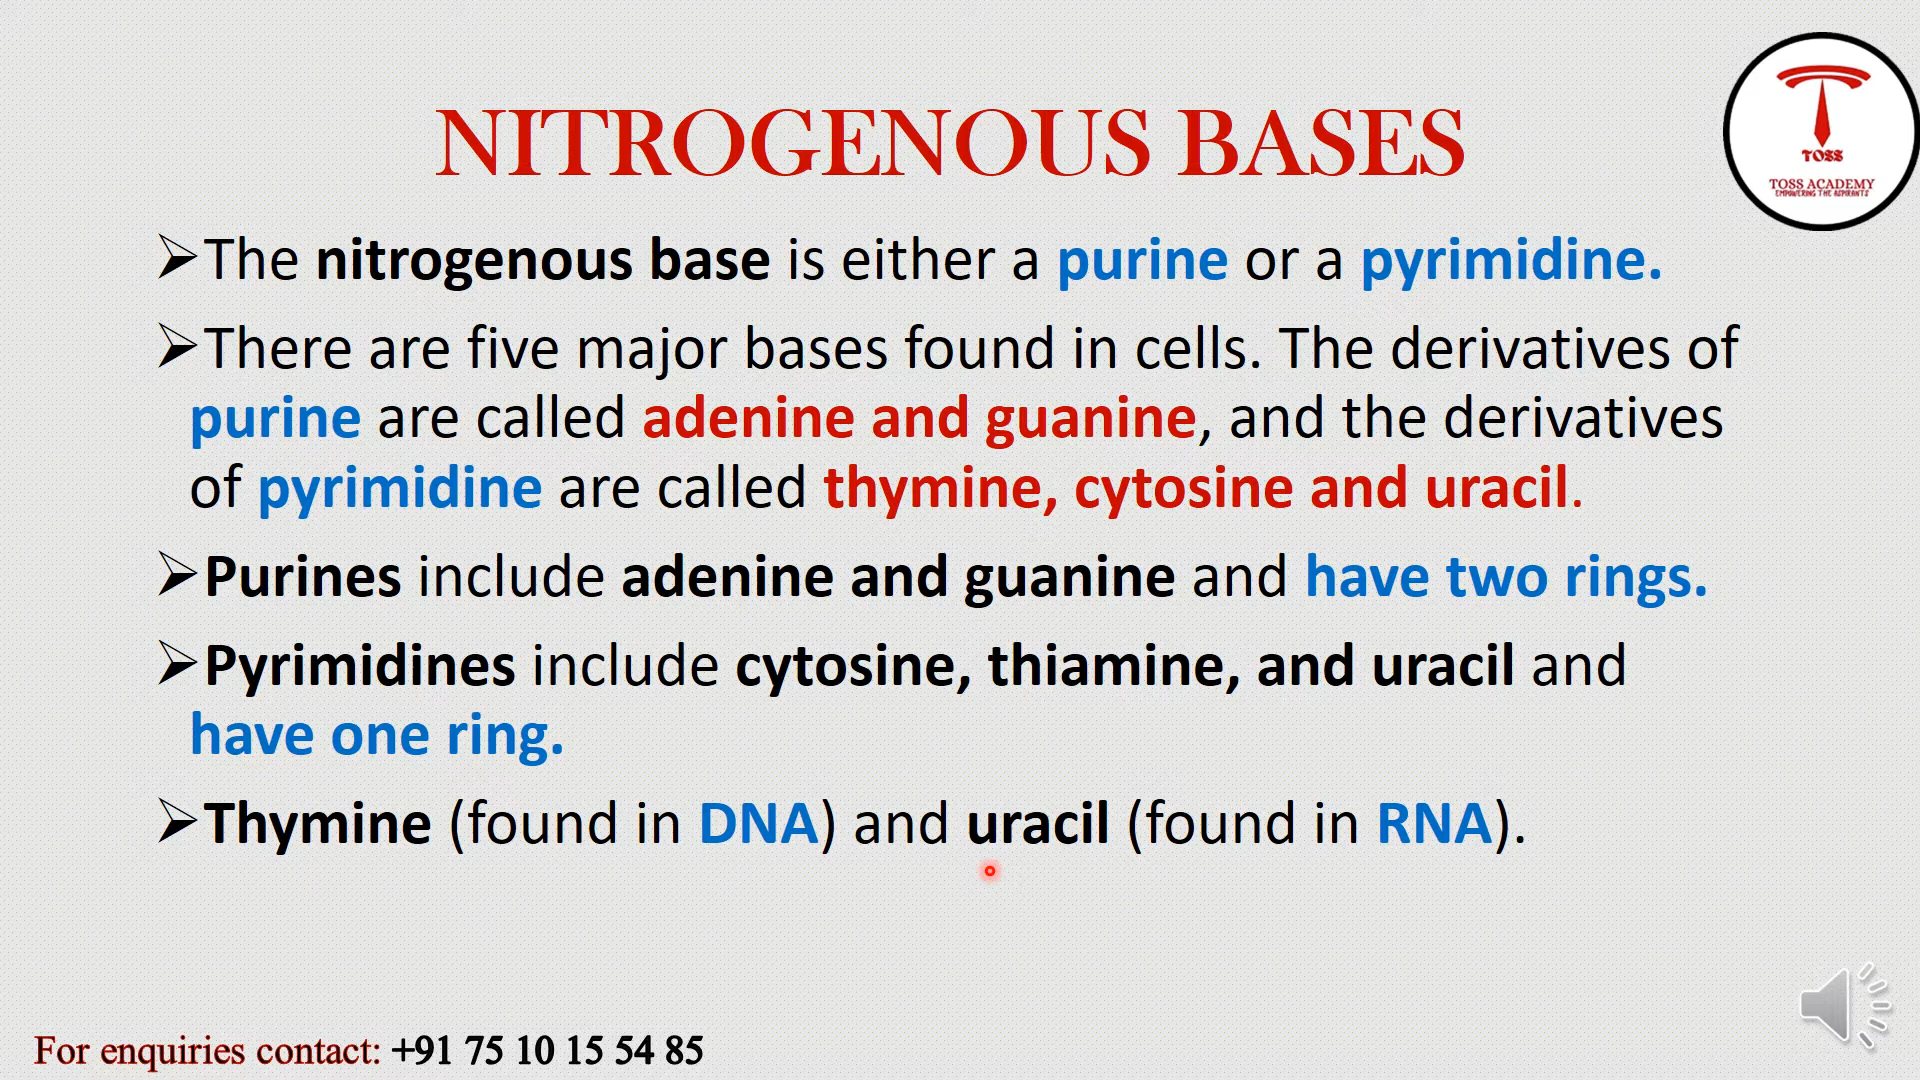 NITROGENOUS BASES
TOSS
TOSS ACADEMY
EMPOWERING THE ASPIRANTS
➢The nitrogenous base is either a purine or a pyrimidine.
➢There are five major bases found in cells. The derivatives of
purine are called adenine and guanine, and the derivatives
of pyrimidine are called thymine, cytosine and uracil.
➢Purines include adenine and guanine and have two rings.
➢Pyrimidines include cytosine, thiamine, and uracil and
have one ring.
➢Thymine (found in DNA) and uracil (found in RNA).
For enquiries contact: +91 75 10 15 54 85